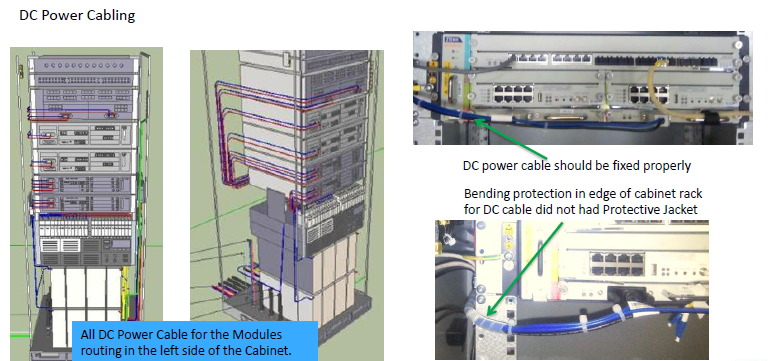 DC Power Cabling
DC power cable should be fixed properly
Bending protection in edge of cabinet rack
for DC cable did not had Protective Jacket
All DC Power Cable for the Modules
routing in the left side of the Cabinet.